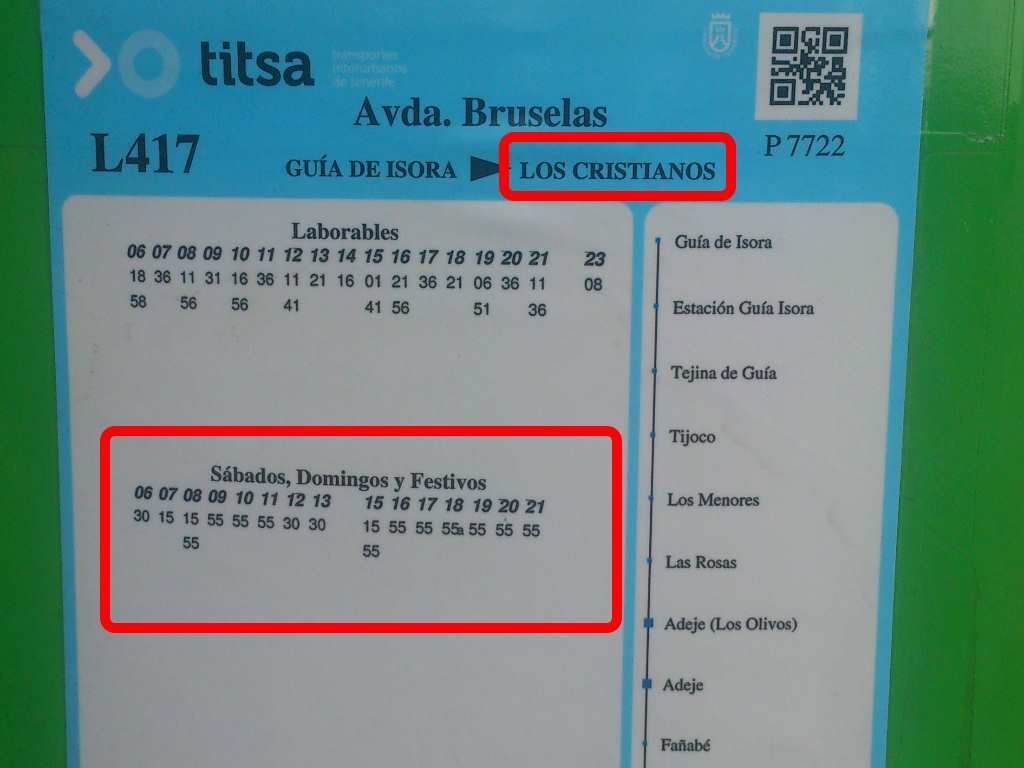 titsa
transportes
interurbanos
de tenerife
Avda. Bruselas
L417
P 7722
GUÍA DE ISORA LOS CRISTIANOS
Laborables
06 07 08 09 10 11 12 13 14 15 16 17 18 19 20 21 23
18 36 11 31 16 36 11 21 16 01 21 36 21 06 36 11 08
58 56 56 41 41 56 51 36
Sábados, Domingos y Festivos
06 07 08 09 10 11 12 13 15 16 17 18 19 20 21
30 15 15 55 55 55 30 30 15 55 55 55a 55 55 55
55 55
Guía de Isora
Estación Guía Isora
Tejina de Guía
Tijoco
Los Menores
Las Rosas
Adeje (Los Olivos)
Adeje
Fañabé